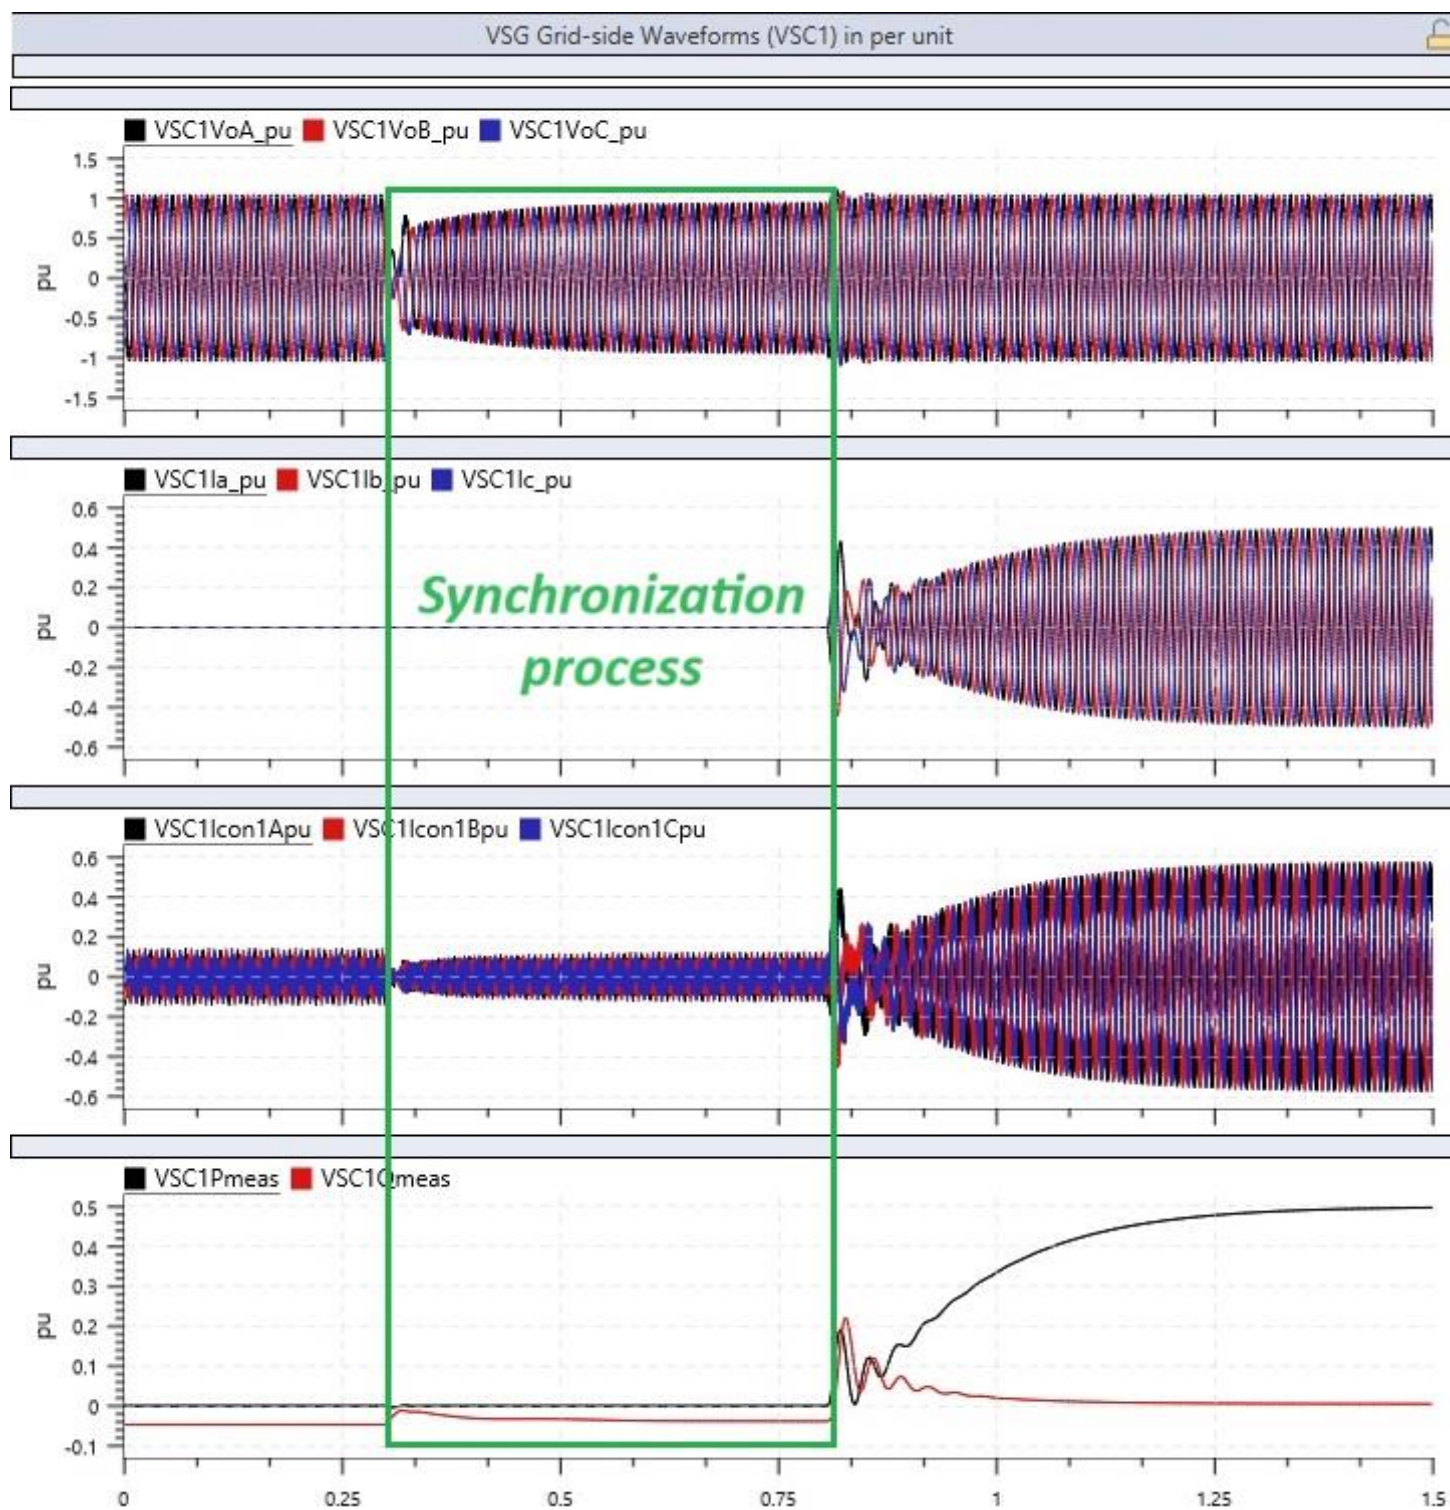 VSG Grid-side Waveforms (VSC1) in per unit
VSC1VoA_pu VSC1VoB_pu VSC1VoC_pu
1.5
1
0.5
0
-0.5
-1
-1.5
pu
VSC1Ia_pu VSC1Ib_pu VSC1Ic_pu
0.6
0.4
0.2
0
-0.2
-0.4
-0.6
pu
Synchronization
process
VSC1Icon1Apu VSC1Icon1Bpu VSC1Icon1Cpu
0.6
0.4
0.2
0
-0.2
-0.4
-0.6
pu
VSC1Pmeas VSC1Qmeas
0.5
0.4
0.3
0.2
0.1
0
-0.1
pu
0 0.25 0.5 0.75 1 1.25 1.5